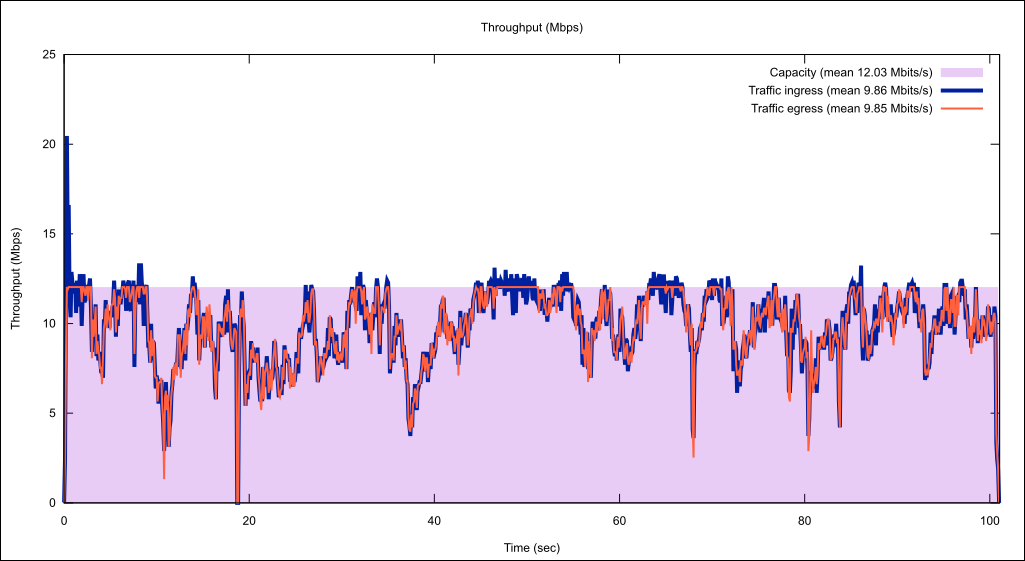 Throughput (Mbps)
25
20
15
10
5
0
Throughput (Mbps)
Capacity (mean 12.03 Mbits/s)
Traffic ingress (mean 9.86 Mbits/s)
Traffic egress (mean 9.85 Mbits/s)
0 20 40 60 80 100
Time (sec)